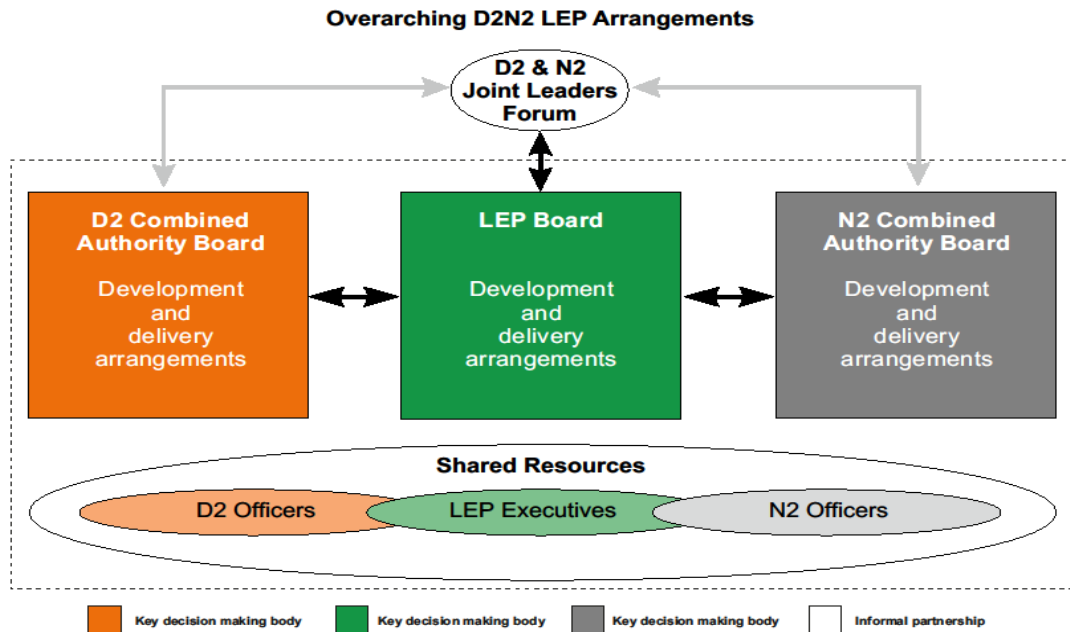 Overarching D2N2 LEP Arrangements
D2 & N2
Joint Leaders
Forum
D2 Combined
Authority Board
Development
and
delivery
arrangements
LEP Board
Development
and
delivery
arrangements
N2 Combined
Authority Board
Development
and
delivery
arrangements
Shared Resources
D2 Officers
LEP Executives
N2 Officers
Key decision making body
Key decision making body
Key decision making body
Informal partnership